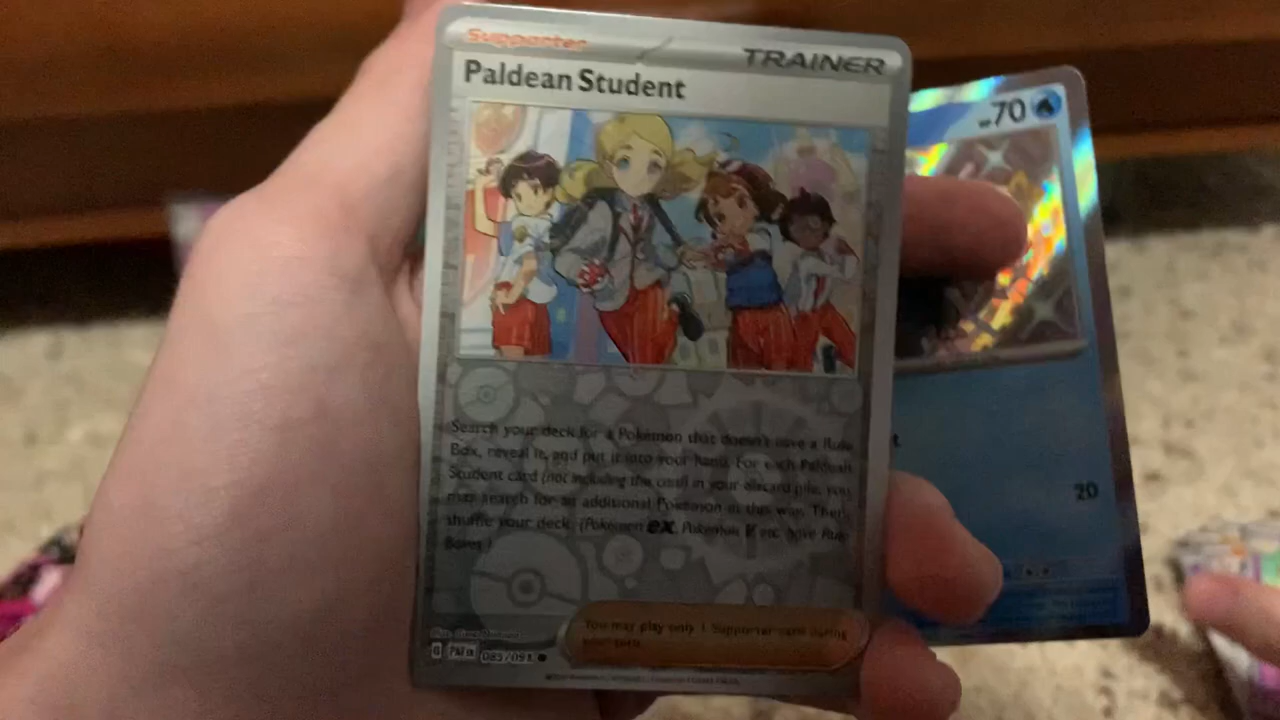 Supporter
TRAINER
Paldean Student
70
Search your deck for a Pokémon that doesn't have a Rule
Box, reveal it, and put it into your hand. For each Paldean
Student card (not including this card) in your discard pile, you
may search for an additional Pokémon in this way. Then,
shuffle your deck. (Pokémon ex, Pokémon V, etc. have Rule
Boxes.)
20
You may play only 1 Supporter card during
your turn.
G PAF EN 085/091